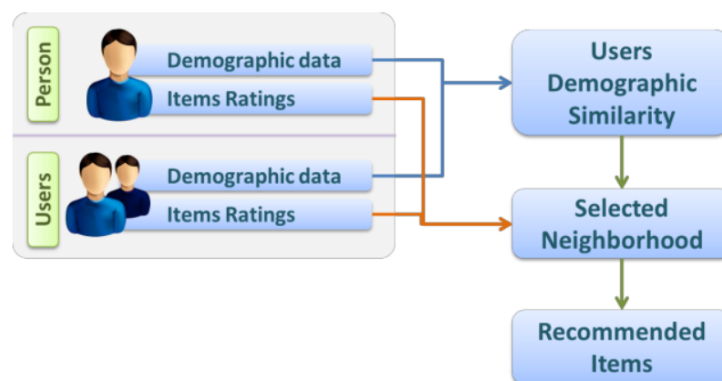 Person
Demographic data
Items Ratings
Users
Demographic data
Items Ratings
Users
Demographic
Similarity
Selected
Neighborhood
Recommended
Items